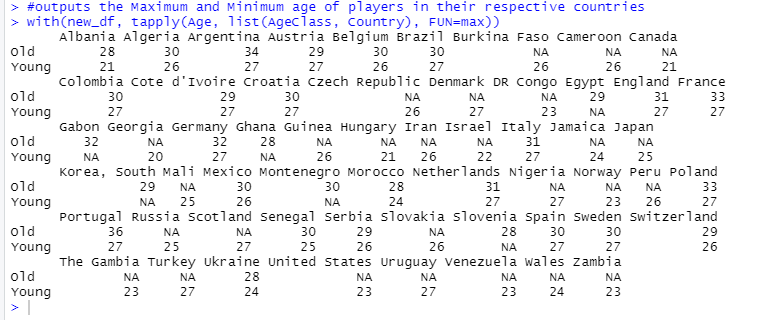 > #outputs the Maximum and Minimum age of players in their respective countries
> with(new_df, tapply(Age, list(AgeClass, Country), FUN=max))
Albania Algeria Argentina Austria Belgium Brazil Burkina Faso Cameroon Canada
Old 28 30 34 29 30 30 NA NA NA
Young 21 26 27 27 26 27 26 26 21
Colombia Cote d'Ivoire Croatia Czech Republic Denmark DR Congo Egypt England France
Old 30 29 30 NA NA NA 29 31 33
Young 27 27 27 26 27 23 NA 27 27
Gabon Georgia Germany Ghana Guinea Hungary Iran Israel Italy Jamaica Japan
Old 32 NA 32 28 NA NA NA NA 31 NA NA
Young NA 20 27 NA 26 21 26 22 27 24 25
Korea, South Mali Mexico Montenegro Morocco Netherlands Nigeria Norway Peru Poland
Old 29 NA 30 30 28 31 NA NA NA 33
Young NA 25 26 NA 24 27 27 23 26 27
Portugal Russia Scotland Senegal Serbia Slovakia Slovenia Spain Sweden Switzerland
Old 36 NA NA 30 29 NA 28 30 30 29
Young 27 25 27 25 26 26 NA 27 27 26
The Gambia Turkey Ukraine United States Uruguay Venezuela Wales Zambia
Old NA NA 28 NA NA NA NA NA
Young 23 27 24 23 27 23 24 23
>